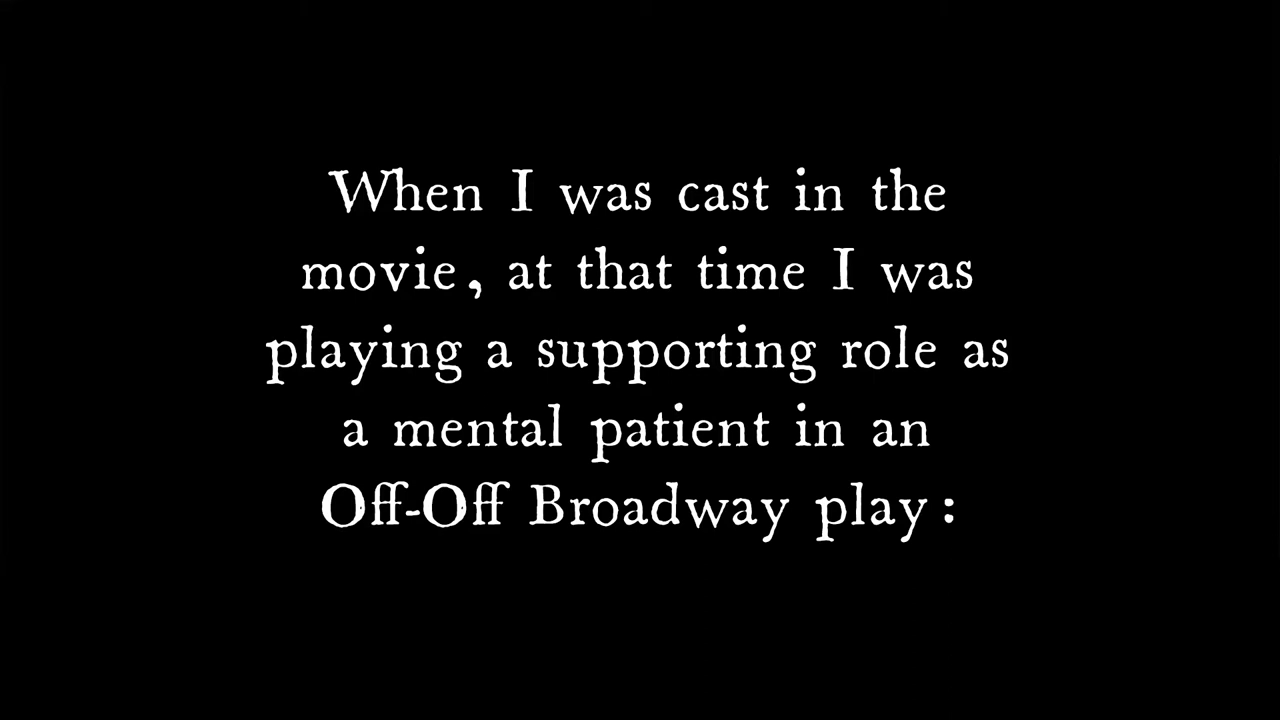 When I was cast in the
movie, at that time I was
playing a supporting role as
a mental patient in an
Off-Off Broadway play: